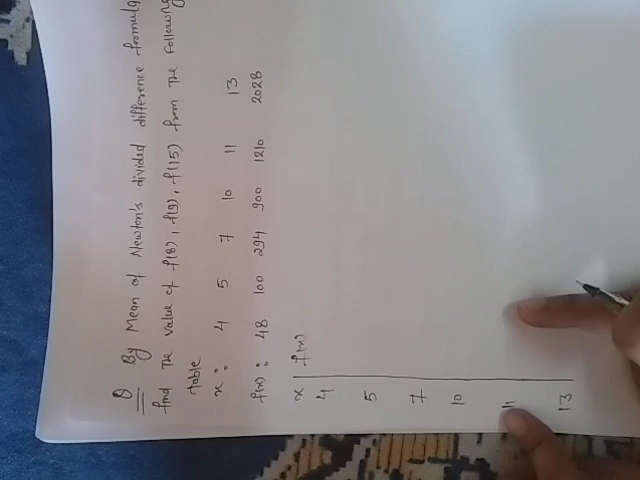 Q By Mean of Newton's divided difference formula
find The value of f(8), f(9), f(15) from The following
table
x : 4 5 7 10 11 13
f(x) : 48 100 294 900 1210 2028
x f(x)
4
5
7
10
11
13